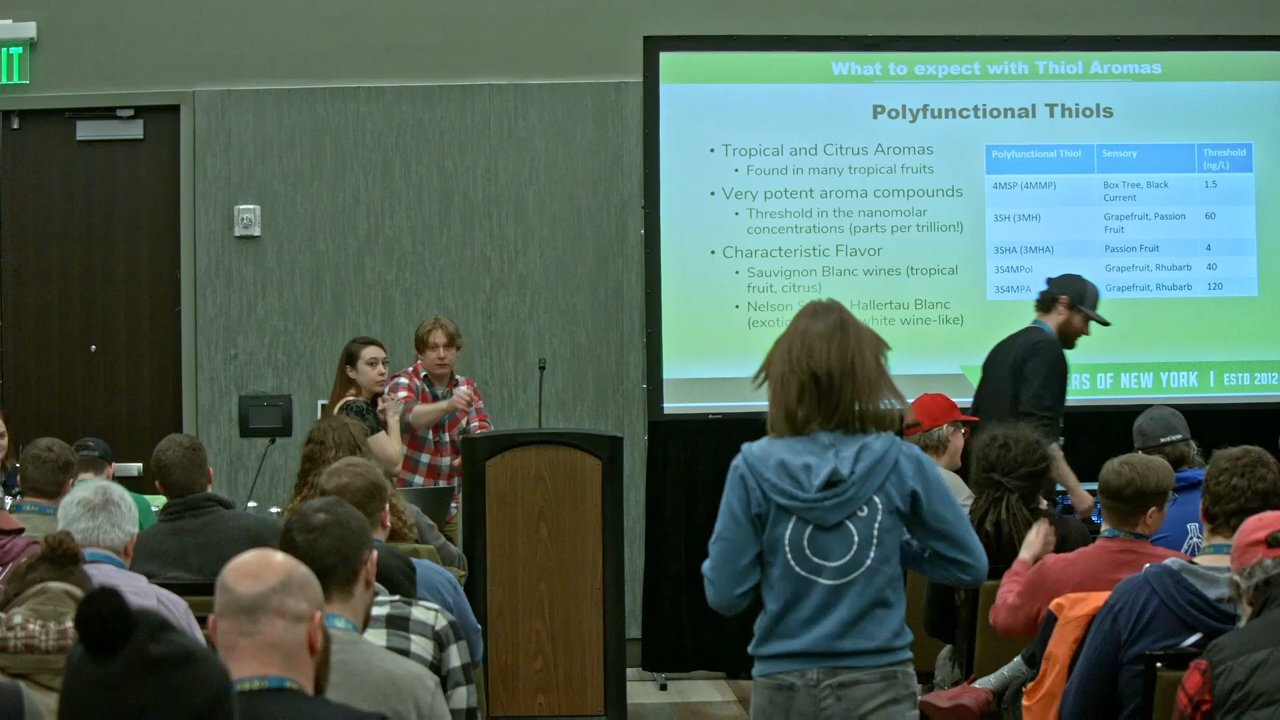 IT
What to expect with Thiol Aromas
Polyfunctional Thiols
• Tropical and Citrus Aromas
• Found in many tropical fruits
• Very potent aroma compounds
• Threshold in the nanomolar
concentrations (parts per trillion!)
• Characteristic Flavor
• Sauvignon Blanc wines (tropical
fruit, citrus)
• Nelson Hallertau Blanc
white wine-like)
Polyfunctional Thiol Sensory Threshold
(ng/L)
4MSP (4MMP) Box Tree, Black 1.5
Current
3SH (3MH) Grapefruit, Passion 60
Fruit
3SHA (3MHA) Passion Fruit 4
3S4MPol Grapefruit, Rhubarb 40
3S4MPA Grapefruit, Rhubarb 120
ERS OF NEW YORK | ESTD 2012